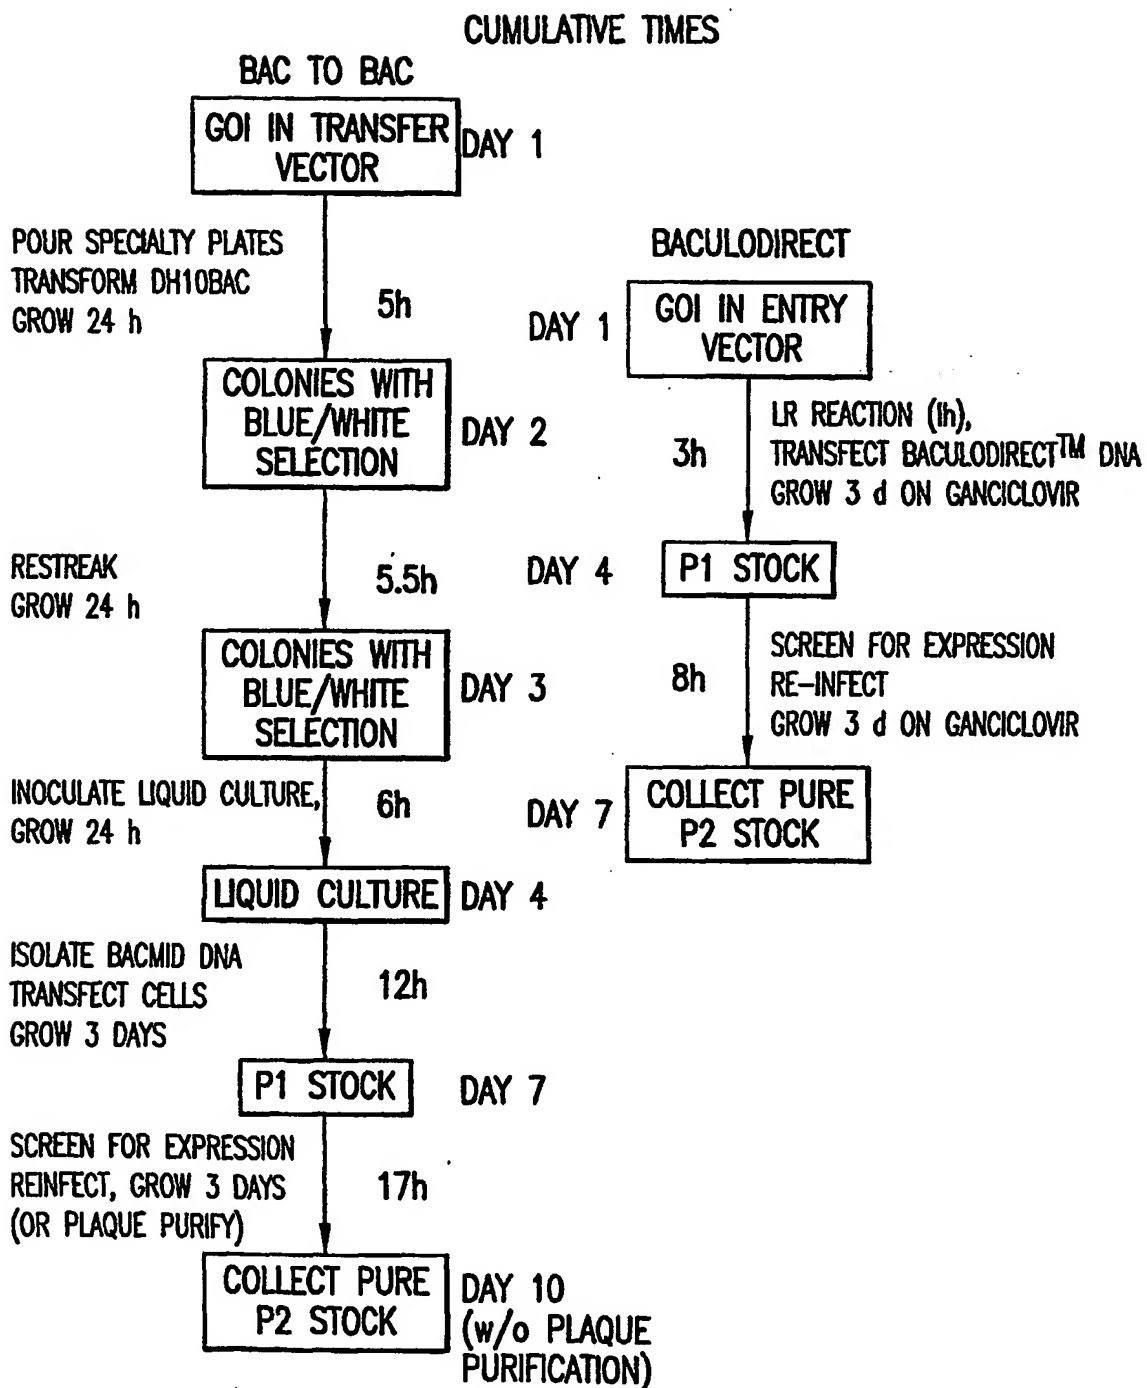 CUMULATIVE TIMES
BAC TO BAC
GOI IN TRANSFER
VECTOR
DAY 1
POUR SPECIALTY PLATES
TRANSFORM DH10BAC
GROW 24 h
5h
COLONIES WITH
BLUE/WHITE
SELECTION
DAY 2
RESTREAK
GROW 24 h
5.5h
COLONIES WITH
BLUE/WHITE
SELECTION
DAY 3
INOCULATE LIQUID CULTURE,
GROW 24 h
6h
LIQUID CULTURE
DAY 4
ISOLATE BACMID DNA
TRANSFECT CELLS
GROW 3 DAYS
12h
P1 STOCK
DAY 7
SCREEN FOR EXPRESSION
REINFECT, GROW 3 DAYS
(OR PLAQUE PURIFY)
17h
COLLECT PURE
P2 STOCK
DAY 10
(w/o PLAQUE
PURIFICATION)
BACULODIRECT
DAY 1
GOI IN ENTRY
VECTOR
3h
LR REACTION (1h),
TRANSFECT BACULODIRECT™ DNA
GROW 3 d ON GANCICLOVIR
DAY 4
P1 STOCK
8h
SCREEN FOR EXPRESSION
RE-INFECT
GROW 3 d ON GANCICLOVIR
DAY 7
COLLECT PURE
P2 STOCK